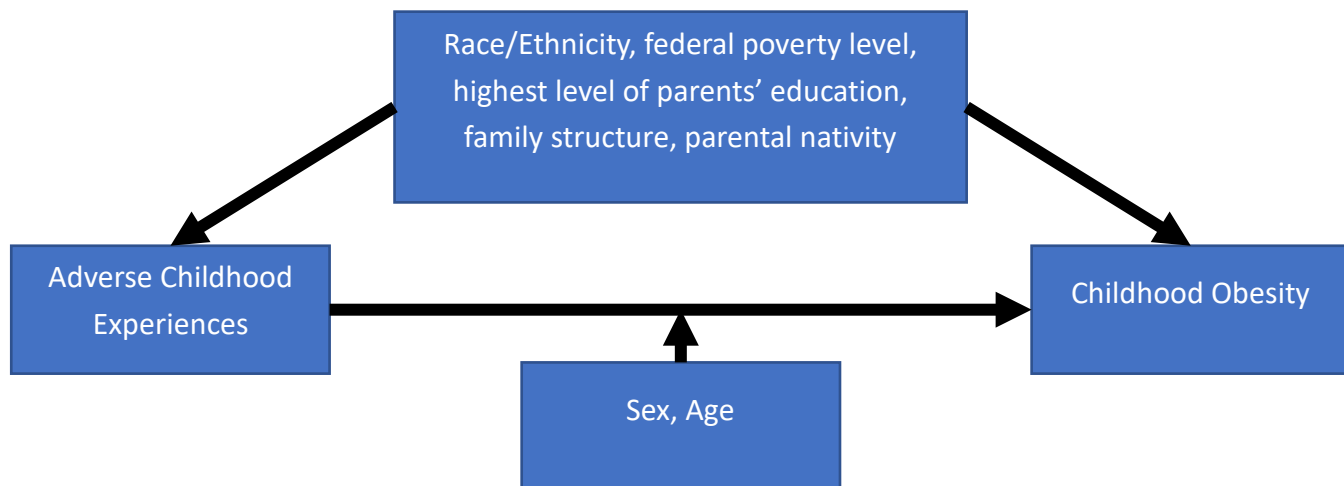 Race/Ethnicity, federal poverty level,
highest level of parents’ education,
family structure, parental nativity
Adverse Childhood
Experiences
Childhood Obesity
Sex, Age